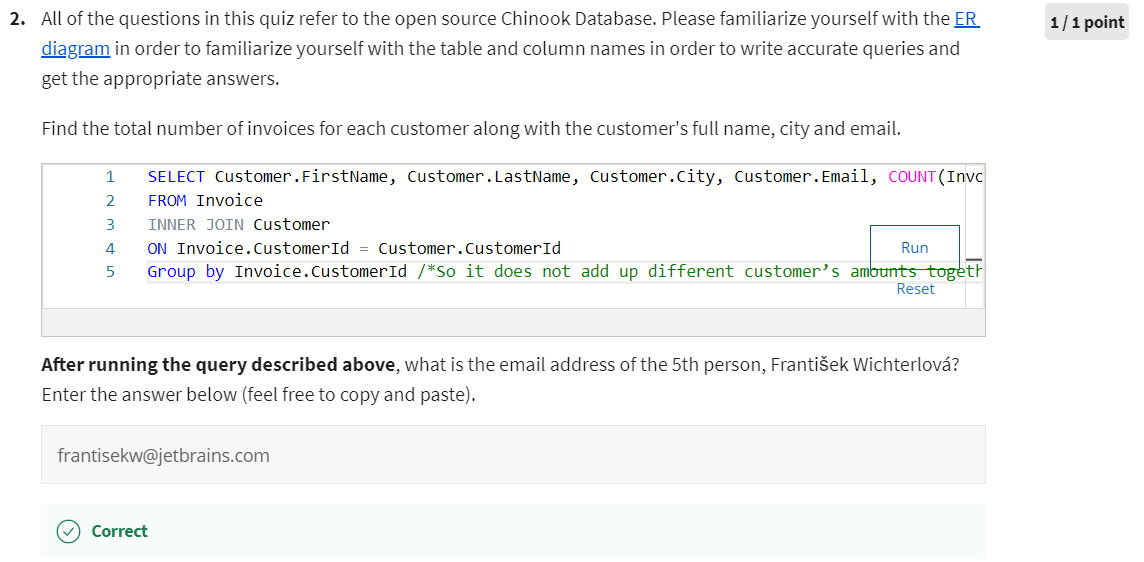 2. All of the questions in this quiz refer to the open source Chinook Database. Please familiarize yourself with the ER 1 / 1 point
diagram in order to familiarize yourself with the table and column names in order to write accurate queries and
get the appropriate answers.
Find the total number of invoices for each customer along with the customer's full name, city and email.
1 SELECT Customer.FirstName, Customer.LastName, Customer.City, Customer.Email, COUNT(Invo
2 FROM Invoice
3 INNER JOIN Customer
4 ON Invoice.CustomerId = Customer.CustomerId
Run
5 Group by Invoice.CustomerId /*So it does not add up different customer’s amounts togeth
Reset
After running the query described above, what is the email address of the 5th person, František Wichterlová?
Enter the answer below (feel free to copy and paste).
frantisekw@jetbrains.com
Correct